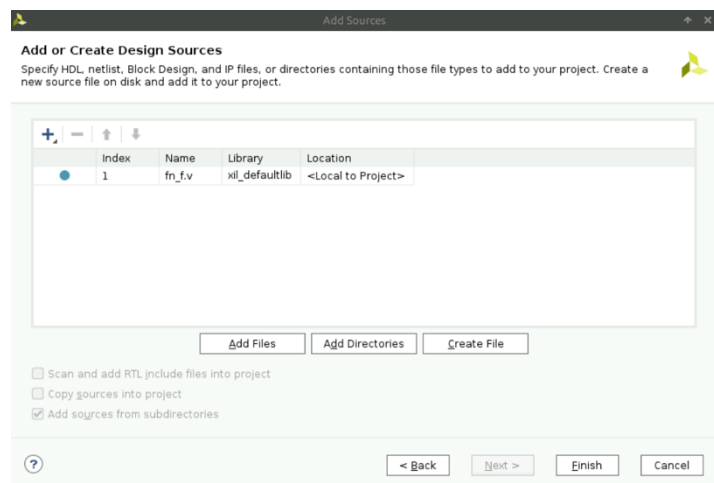 Add Sources
Add or Create Design Sources
Specify HDL, netlist, Block Design, and IP files, or directories containing those file types to add to your project. Create a
new source file on disk and add it to your project.
Index Name Library Location
1 fn_f.v xil_defaultlib <Local to Project>
Add Files Add Directories Create File
Scan and add RTL include files into project
Copy sources into project
Add sources from subdirectories
? < Back Next > Finish Cancel